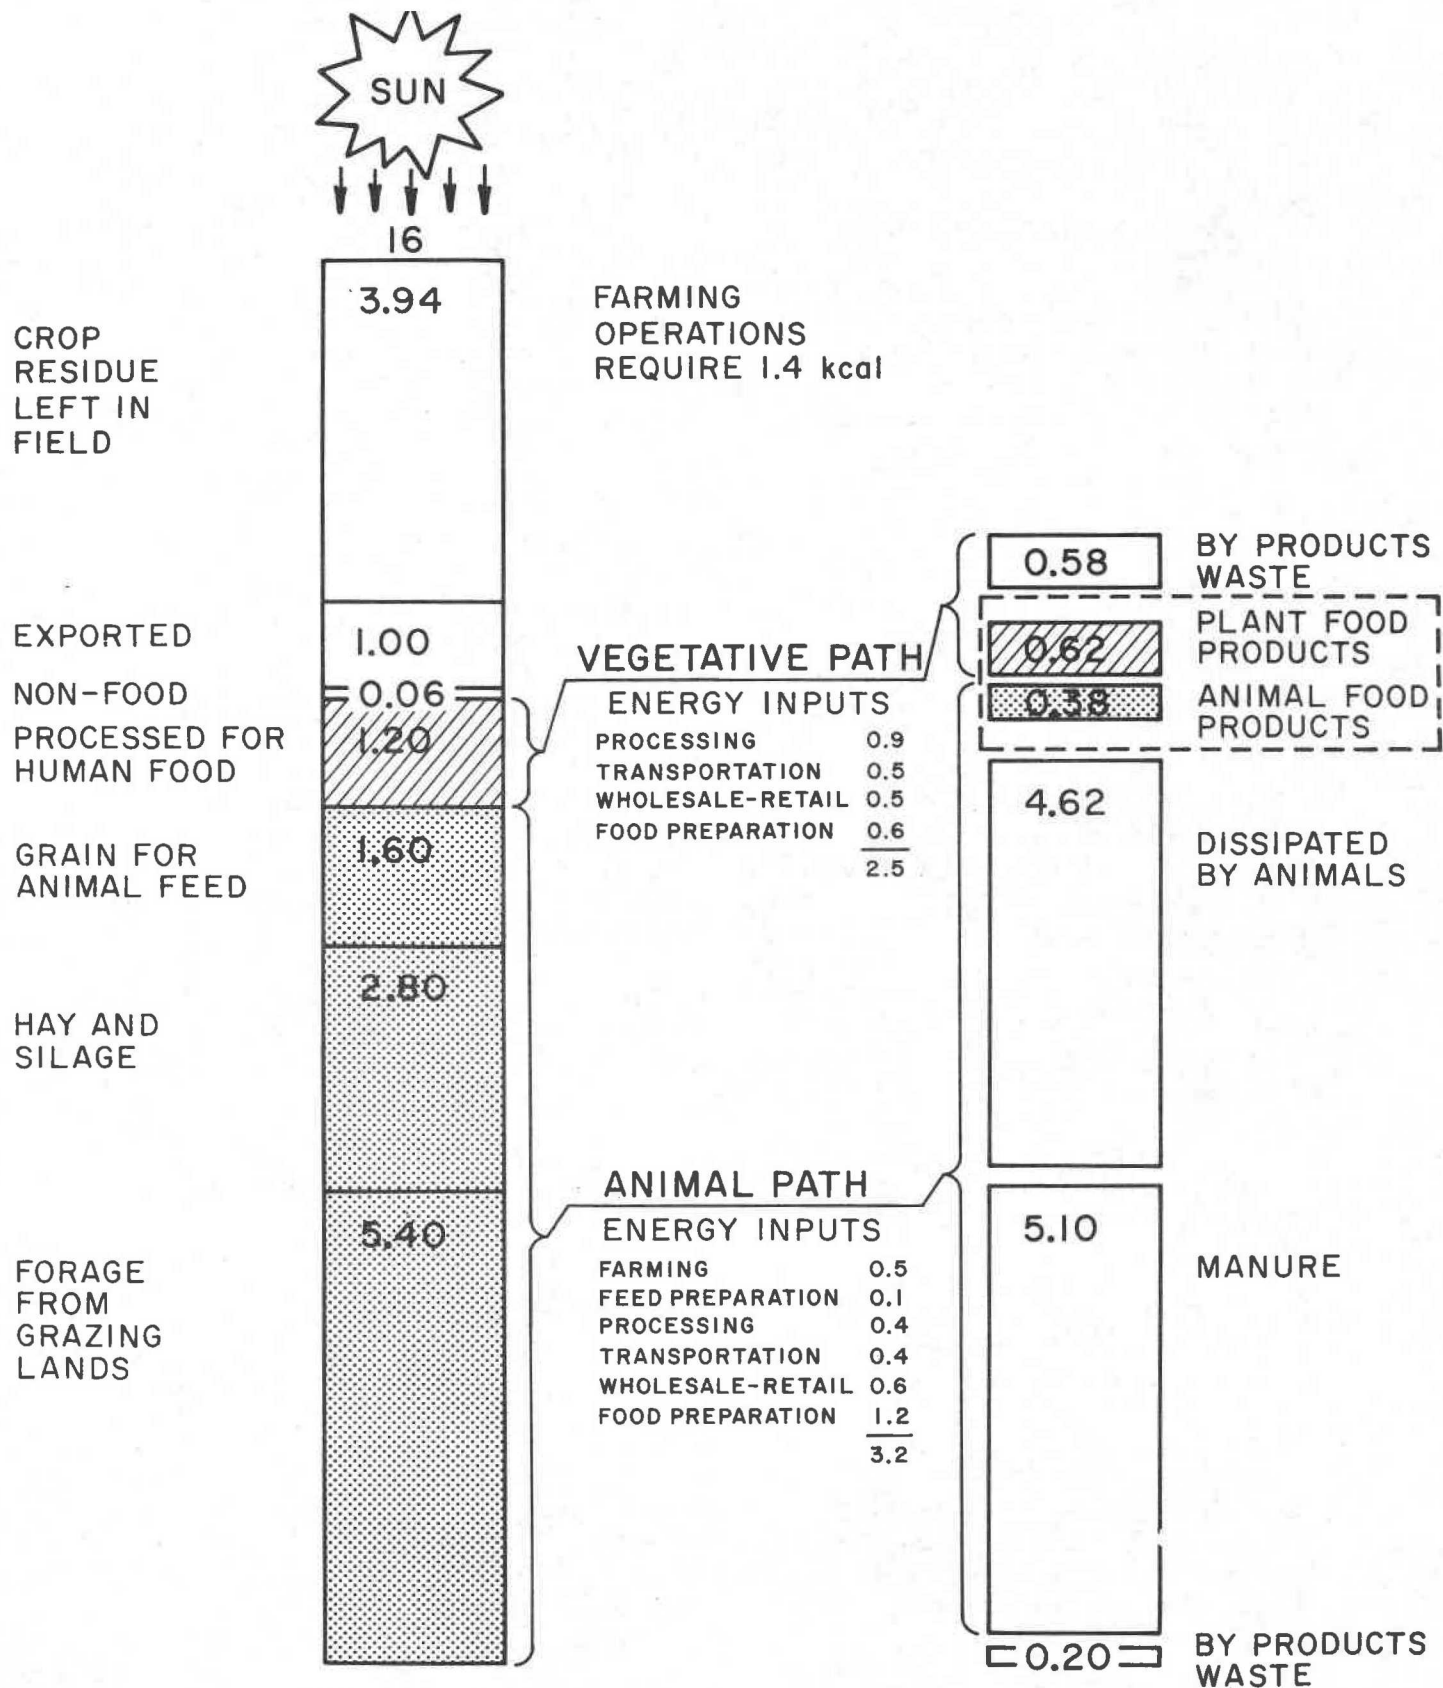 SUN
16
CROP
RESIDUE
LEFT IN
FIELD
3.94
FARMING
OPERATIONS
REQUIRE 1.4 kcal
EXPORTED
1.00
NON-FOOD
0.06
PROCESSED FOR
HUMAN FOOD
1.20
GRAIN FOR
ANIMAL FEED
1.60
HAY AND
SILAGE
2.80
FORAGE
FROM
GRAZING
LANDS
5.40
VEGETATIVE PATH
ENERGY INPUTS
PROCESSING 0.9
TRANSPORTATION 0.5
WHOLESALE-RETAIL 0.5
FOOD PREPARATION 0.6
2.5
ANIMAL PATH
ENERGY INPUTS
FARMING 0.5
FEED PREPARATION 0.1
PROCESSING 0.4
TRANSPORTATION 0.4
WHOLESALE-RETAIL 0.6
FOOD PREPARATION 1.2
3.2
0.58
BY PRODUCTS
WASTE
0.62
PLANT FOOD
PRODUCTS
0.38
ANIMAL FOOD
PRODUCTS
4.62
DISSIPATED
BY ANIMALS
5.10
MANURE
0.20
BY PRODUCTS
WASTE